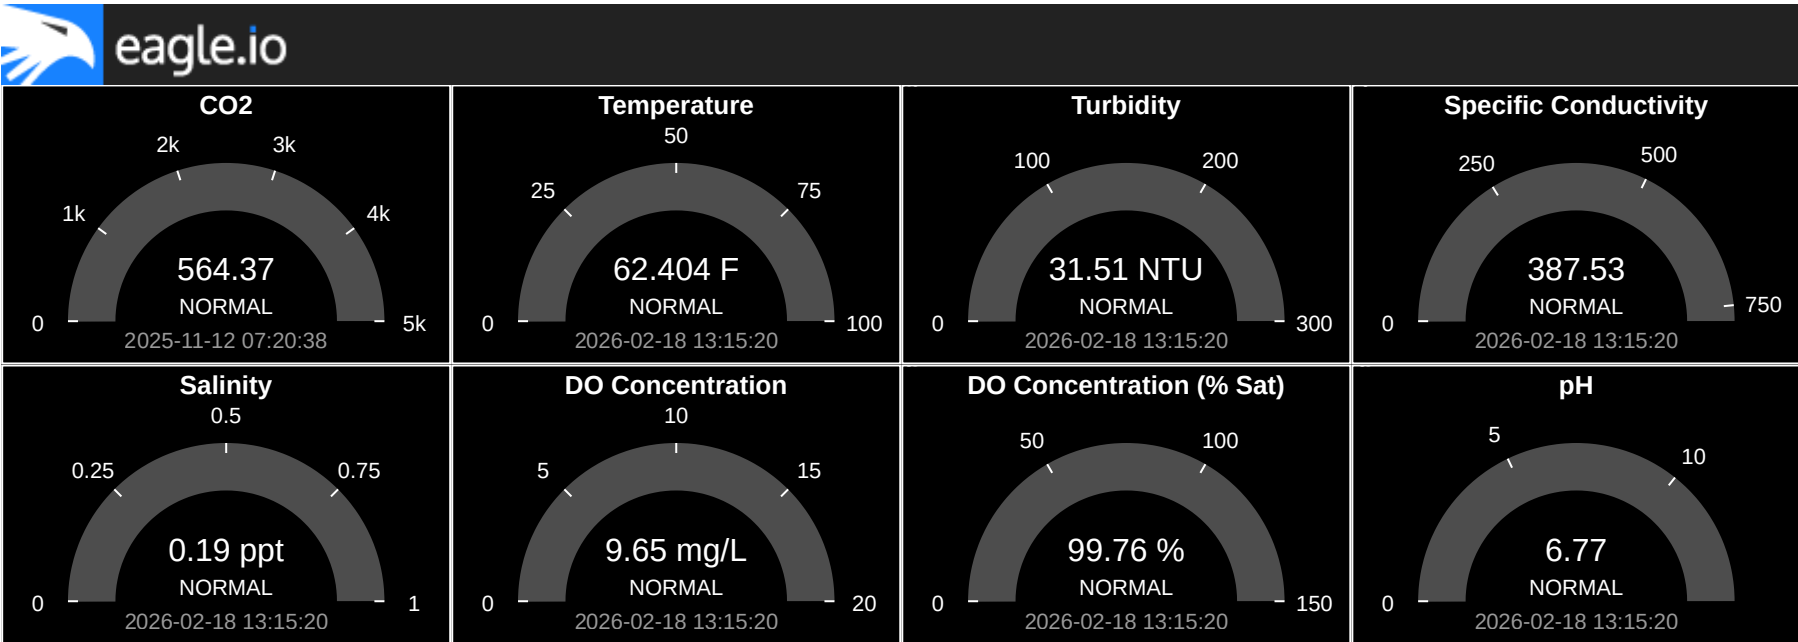 eagle.io
CO2
2k
3k
1k
4k
564.37
NORMAL
0
5k
2025-11-12 07:20:38
Temperature
50
25
75
62.404 F
NORMAL
0
100
2026-02-18 13:15:20
Turbidity
100
200
31.51 NTU
NORMAL
0
300
2026-02-18 13:15:20
Specific Conductivity
500
250
387.53
NORMAL
750
0
2026-02-18 13:15:20
Salinity
0.5
0.25
0.75
0.19 ppt
NORMAL
0
1
2026-02-18 13:15:20
DO Concentration
10
5
15
9.65 mg/L
NORMAL
0
20
2026-02-18 13:15:20
DO Concentration (% Sat)
50
100
99.76 %
NORMAL
0
150
2026-02-18 13:15:20
pH
5
10
6.77
NORMAL
0
2026-02-18 13:15:20